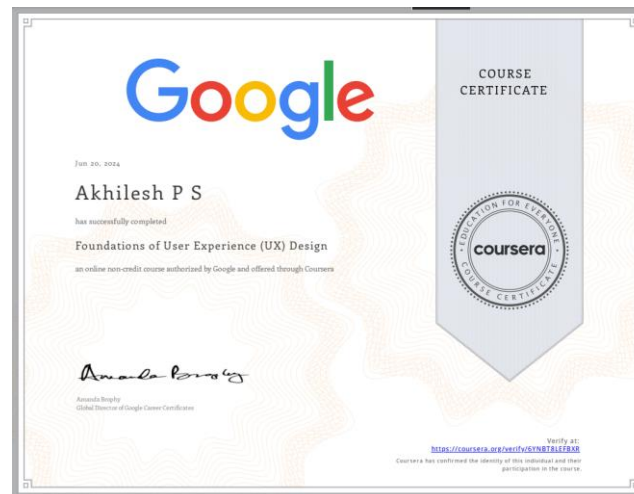 Google
COURSE
CERTIFICATE
Jun 20, 2024
Akhilesh P S
has successfully completed
Foundations of User Experience (UX) Design
an online non-credit course authorized by Google and offered through Coursera
EDUCATION FOR EVERYONE
coursera
COURSE CERTIFICATE
Amanda Brophy
Amanda Brophy
Global Director of Google Career Certificates
Verify at:
https://coursera.org/verify/6YNBT8LEFBXR
Coursera has confirmed the identity of this individual and their
participation in the course.